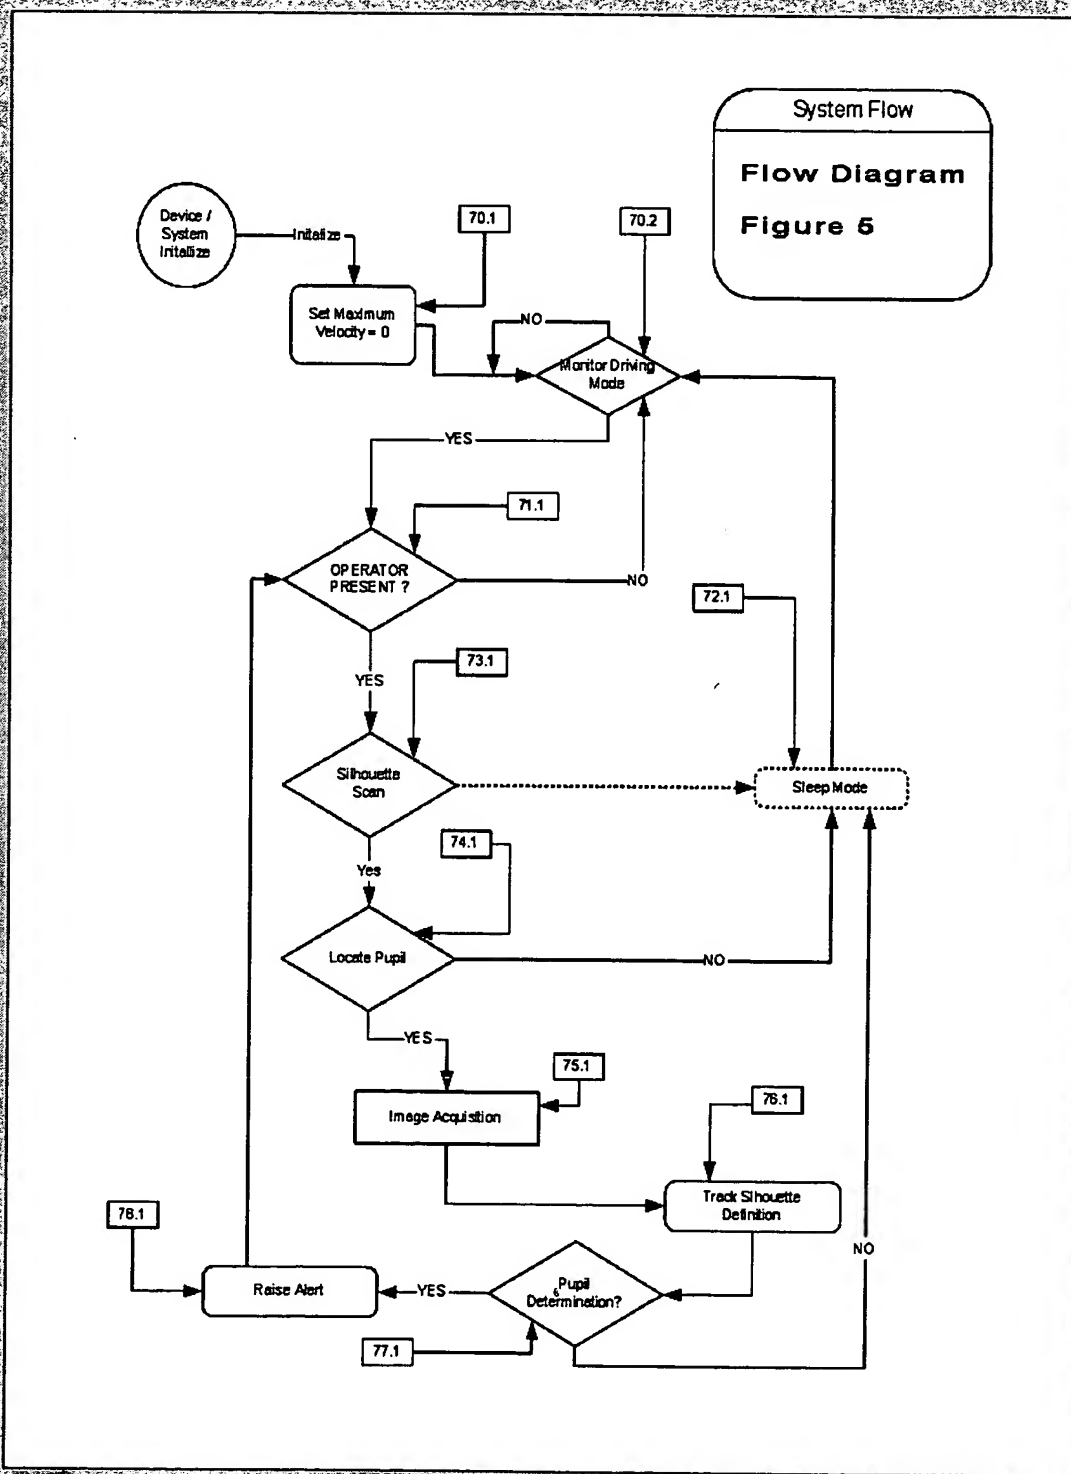 System Flow
Flow Diagram
Figure 5
Device /
System
Initalize
Initalize
70.1
70.2
Set Maximum
Velocity = 0
NO
Monitor Driving
Mode
YES
71.1
OPERATOR
PRESENT ?
NO
72.1
YES
73.1
Silhouette
Scan
Sleep Mode
74.1
Yes
Locate Pupil
NO
YES
75.1
Image Acquisition
76.1
Track Silhouette
Definition
78.1
NO
Raise Alert
YES
6
Pupil
Determination?
77.1